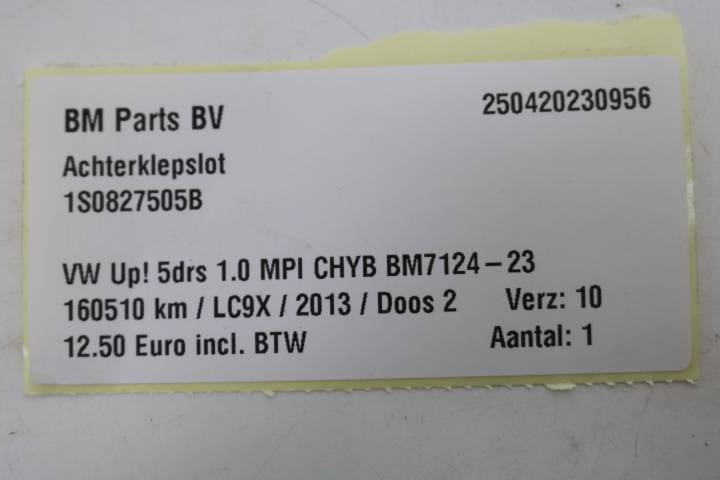 BM Parts BV 250420230956
Achterklepslot
1S0827505B
VW Up! 5drs 1.0 MPI CHYB BM7124-23
160510 km / LC9X / 2013 / Doos 2 Verz: 10
12.50 Euro incl. BTW Aantal: 1